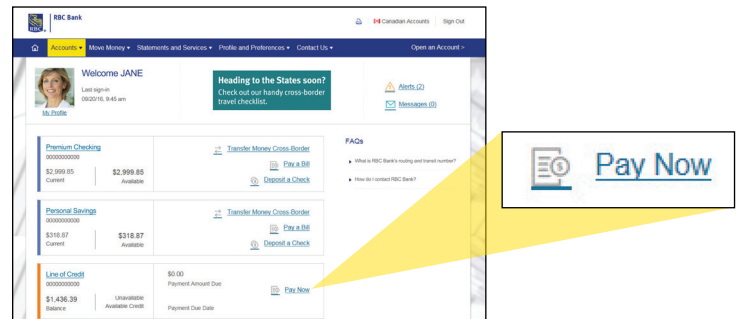 RBC Bank
RBC
Canadian Accounts Sign Out
Accounts Move Money Statements and Services Profile and Preferences Contact Us Open an Account >
Welcome JANE
Last sign-in
09/20/16, 9:45 am
My Profile
Heading to the States soon?
Check out our handy cross-border
travel checklist.
Alerts (2)
Messages (0)
Premium Checking
00000000000
$2,999.85
Current
$2,999.85
Available
Transfer Money Cross-Border
Pay a Bill
Deposit a Check
FAQs
What is RBC Bank's routing and transit number?
How do I contact RBC Bank?
Personal Savings
0000000000
$318.87
Current
$318.87
Available
Transfer Money Cross-Border
Pay a Bill
Deposit a Check
Line of Credit
00000000000
$1,436.39
Balance
Unavailable
Available Credit
$0.00
Payment Amount Due
Payment Due Date
Pay Now
Pay Now